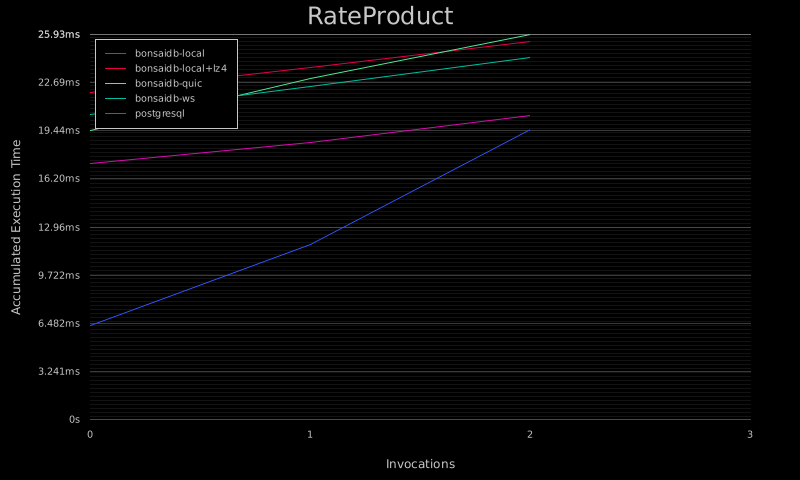 RateProduct
25.93ms
bonsaidb-local
bonsaidb-local+lz4
bonsaidb-quic
bonsaidb-ws
postgresql
22.69ms
19.44ms
16.20ms
12.96ms
9.722ms
6.482ms
3.241ms
0s
Accumulated Execution Time
0 1 2 3
Invocations